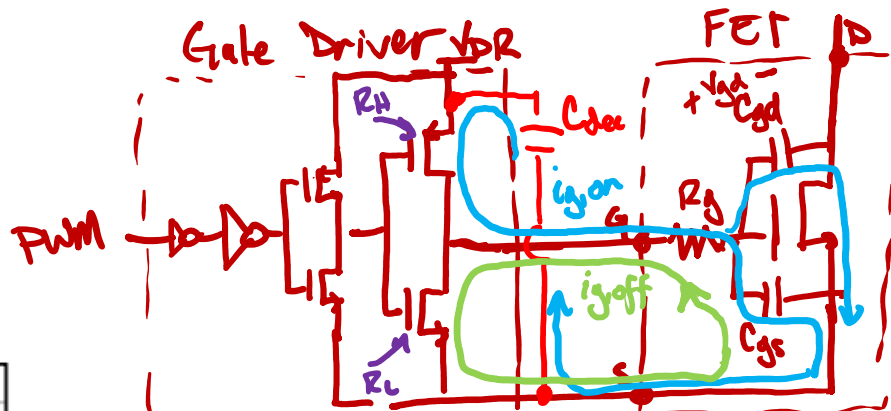 Gate Driver VDR
FET
D
+ Vgd -
Cgd
RH
Cdec
ig,on
Rg
G
PWM
ig,off
Cgs
RL
S